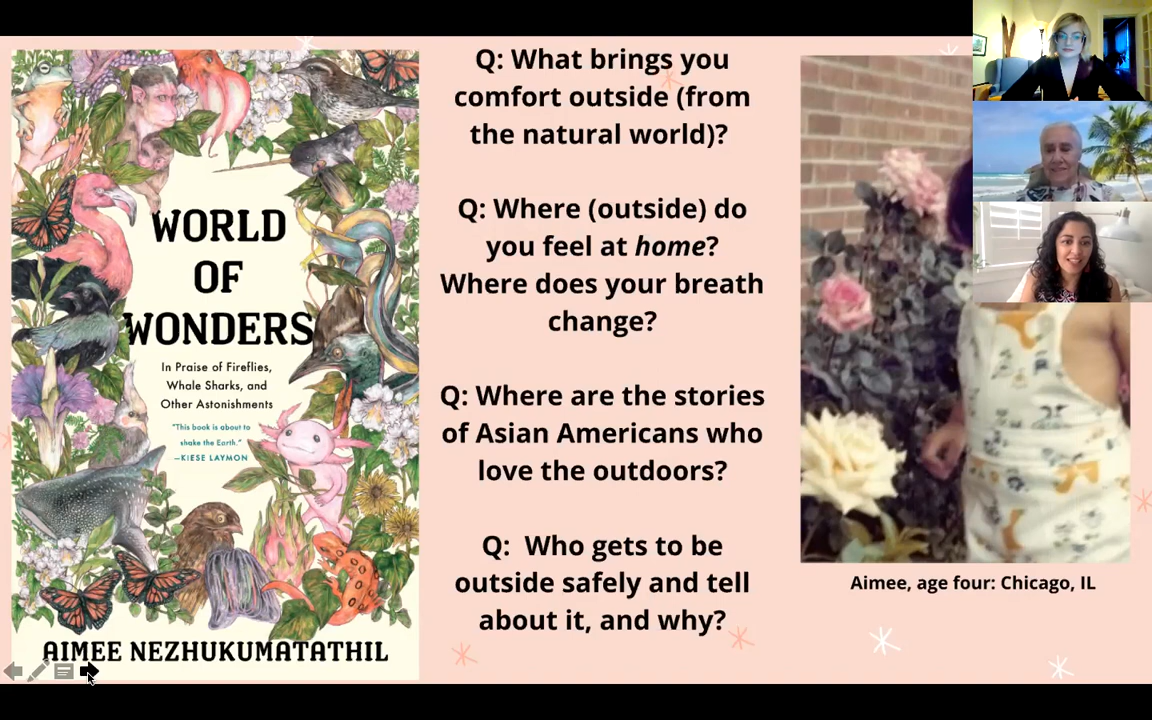 WORLD
OF
WONDERS
In Praise of Fireflies,
Whale Sharks, and
Other Astonishments
"This book is about to
shake the Earth."
—KIESE LAYMON
AIMEE NEZHUKUMATATHIL
Q: What brings you
comfort outside (from
the natural world)?
Q: Where (outside) do
you feel at home?
Where does your breath
change?
Q: Where are the stories
of Asian Americans who
love the outdoors?
Q:  Who gets to be
outside safely and tell
about it, and why?
Aimee, age four: Chicago, IL